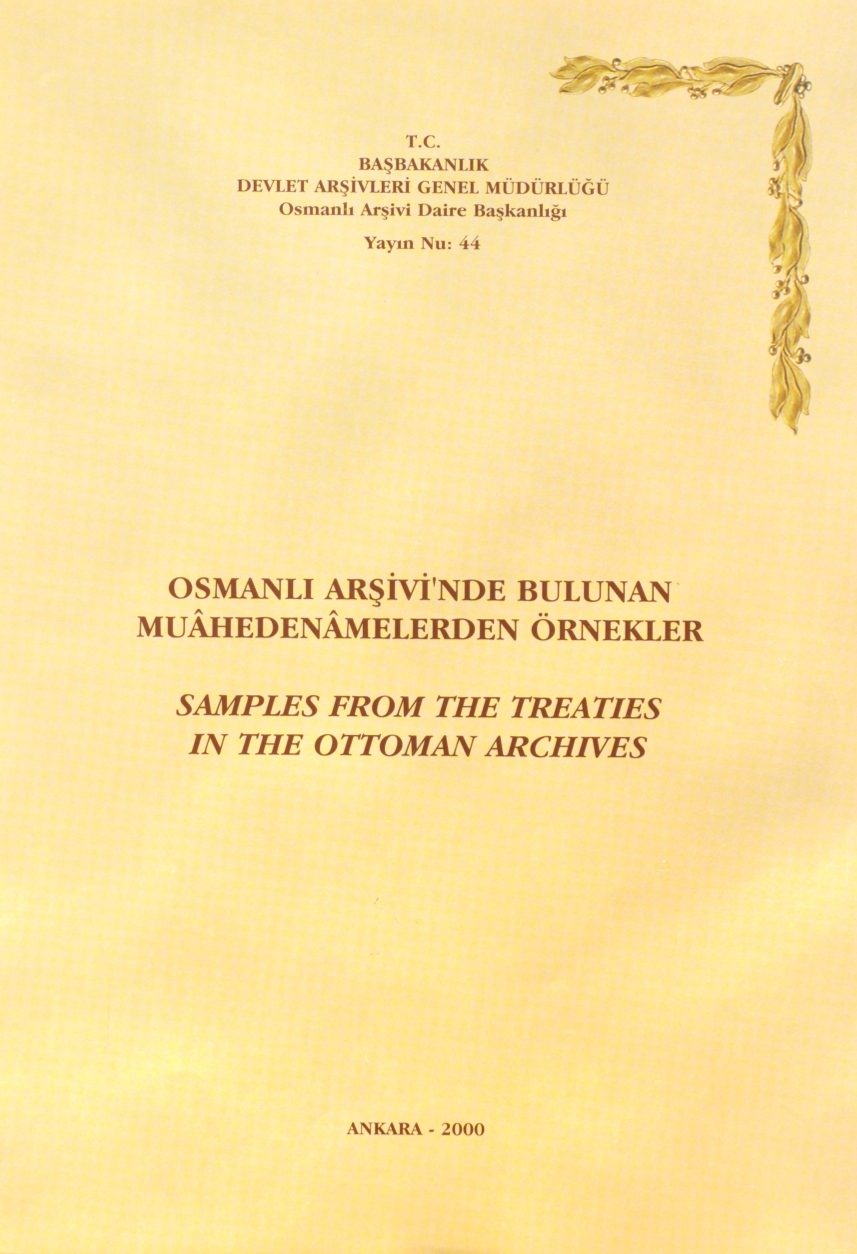 T.C.
BAŞBAKANLIK
DEVLET ARŞİVLERİ GENEL MÜDÜRLÜĞÜ
Osmanlı Arşivi Daire Başkanlığı
Yayın Nu: 44
OSMANLI ARŞİVİ'NDE BULUNAN
MUÂHEDENÂMELERDEN ÖRNEKLER
SAMPLES FROM THE TREATIES
IN THE OTTOMAN ARCHIVES
ANKARA - 2000